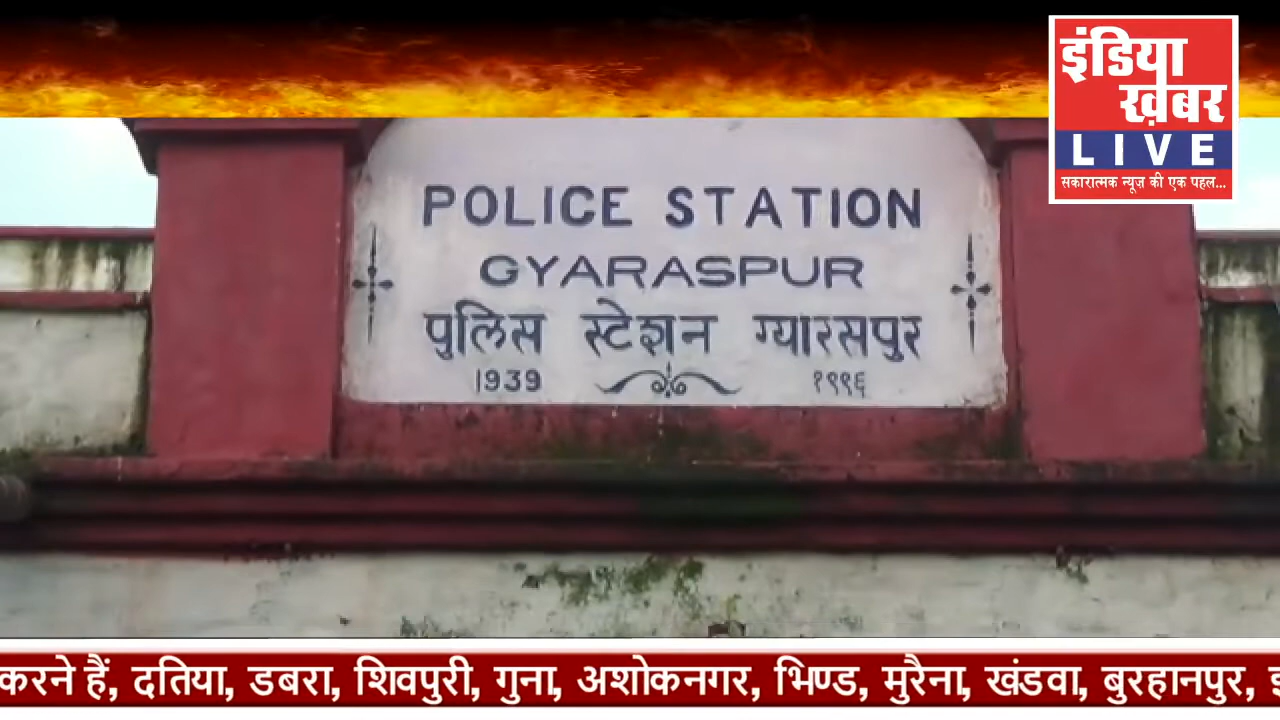 इंडिया
ख़बर
LIVE
सकारात्मक न्यूज़ की एक पहल...
POLICE STATION
GYARASPUR
पुलिस स्टेशन ग्यारसपुर
1939 १९९६
करने हैं, दतिया, डबरा, शिवपुरी, गुना, अशोकनगर, भिण्ड, मुरैना, खंडवा, बुरहानपुर,